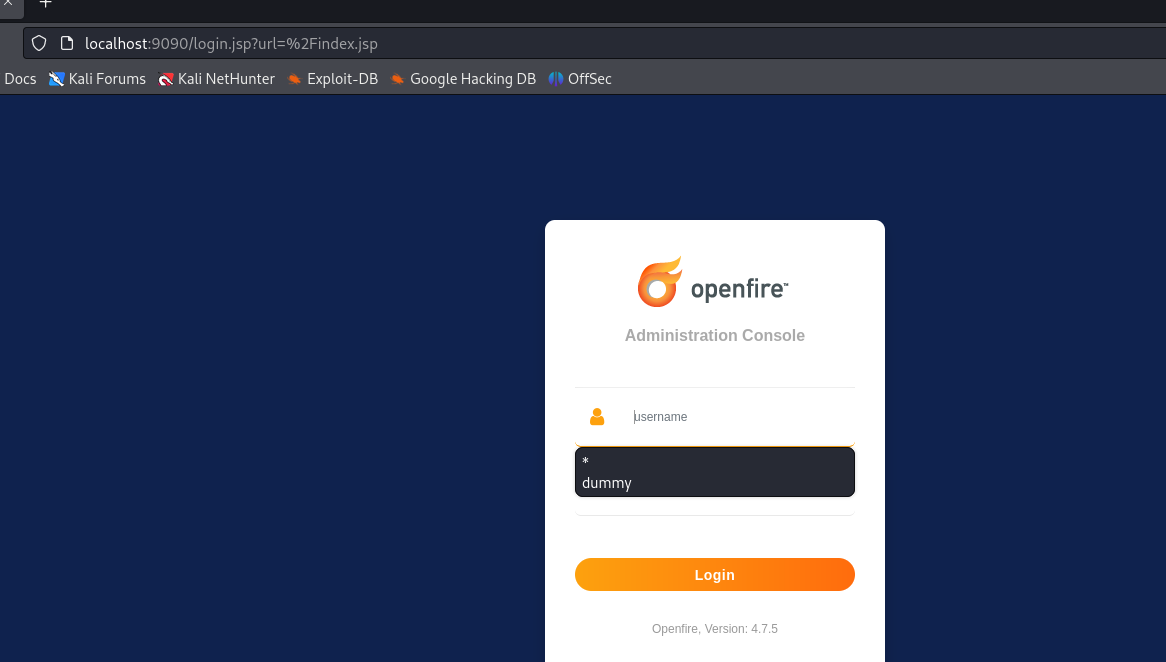 localhost:9090/login.jsp?url=%2Findex.jsp
Docs Kali Forums Kali NetHunter Exploit-DB Google Hacking DB OffSec
openfire™
Administration Console
username
*
dummy
Login
Openfire, Version: 4.7.5